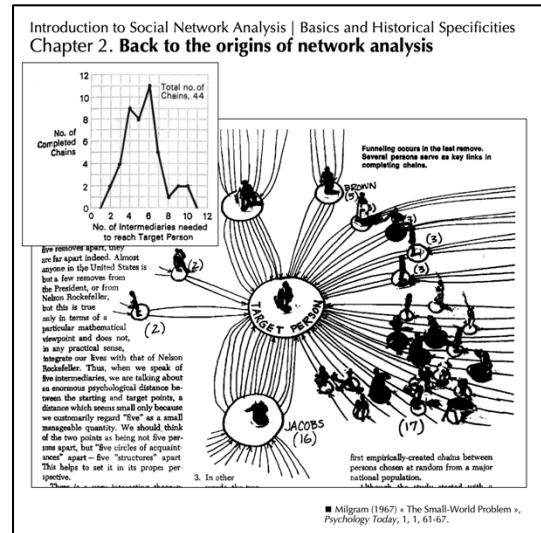 Introduction to Social Network Analysis | Basics and Historical Specificities
Chapter 2. Back to the origins of network analysis
12
10
8
6
4
2
0
No. of
Completed
Chains
Total no. of
Chains, 44
0 2 4 6 8 10 12
No. of Intermediaries needed
to reach Target Person
Funneling occurs in the last remove.
Several persons serve as key links in
completing chains.
BROWN
(5)
(3)
(3)
(3)
(2)
(2)
TARGET PERSON
JACOBS
(16)
(17)
five removes apart, they
are far apart indeed. Almost
anyone in the United States is
but a few removes from
the President, or from
Nelson Rockefeller,
but this is true
only in terms of a
particular mathematical
viewpoint and does not,
in any practical sense,
integrate our lives with that of Nelson
Rockefeller. Thus, when we speak of
five intermediaries, we are talking about
an enormous psychological distance be-
tween the starting and target points, a
distance which seems small only because
we customarily regard "five" as a small
manageable quantity. We should think
of the two points as being not five per-
sons apart, but "five circles of acquaint-
ances" apart — five "structures" apart
This helps to set it in its proper per-
spective.
3. In other
first empirically-created chains between
persons chosen at random from a major
national population.
■ Milgram (1967) « The Small-World Problem »,
Psychology Today, 1, 1, 61-67.